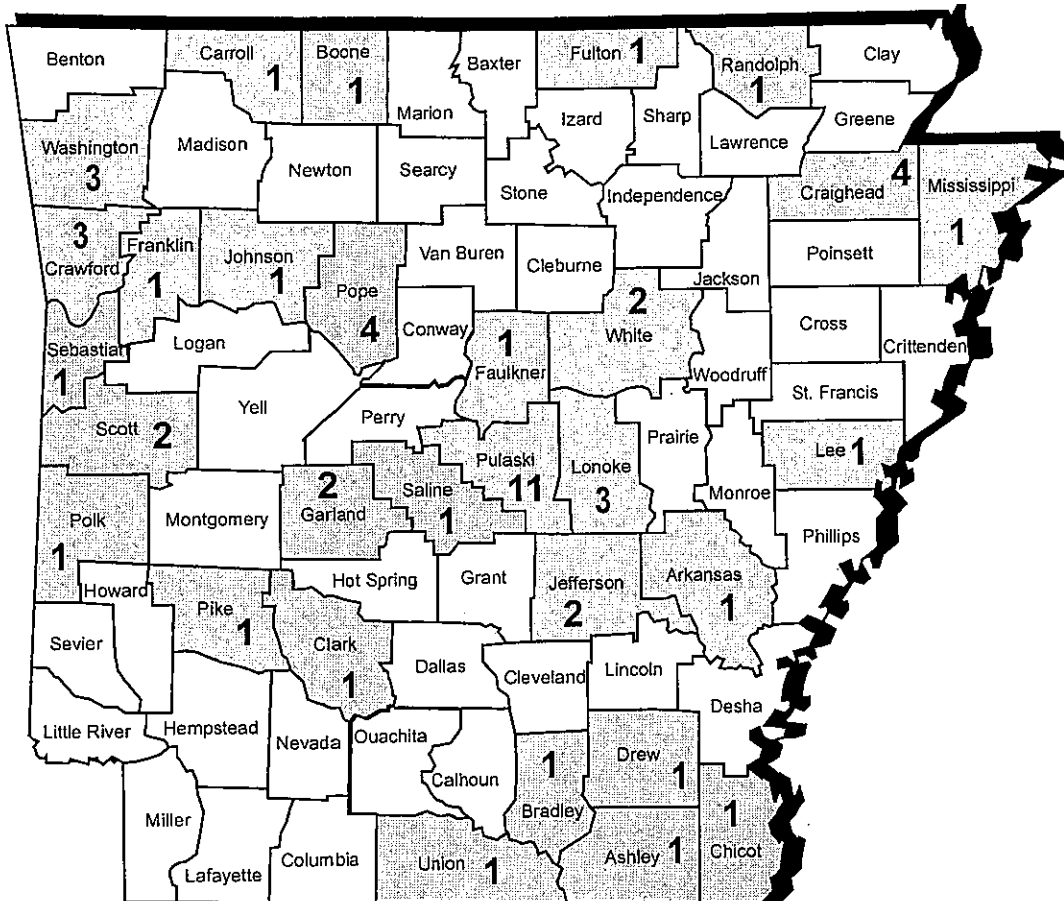 Benton
Carroll
1
Boone
1
Marion
Baxter
Fulton 1
Sharp
Randolph
1
Clay
Greene
Lawrence
Izard
Washington
3
Madison
Newton
Searcy
Stone
Independence
Craighead 4
Mississippi
1
3
Crawford
Franklin
1
Johnson
1
Pope
4
Van Buren
Cleburne
Jackson
Poinsett
Sebastian
1
Logan
Conway
1
Faulkner
2
White
Woodruff
Cross
Crittenden
St. Francis
Scott 2
Yell
Perry
Pulaski
11
Lonoke
3
Prairie
Monroe
Lee 1
Phillips
Polk
1
Montgomery
2
Garland
Saline
1
Hot Spring
Grant
Jefferson
2
Arkansas
1
Howard
Pike
1
Clark
1
Sevier
Dallas
Cleveland
Lincoln
Desha
Little River
Hempstead
Nevada
Ouachita
Calhoun
1
Bradley
Drew
1
1
Chicot
Miller
Lafayette
Columbia
Union 1
Ashley 1